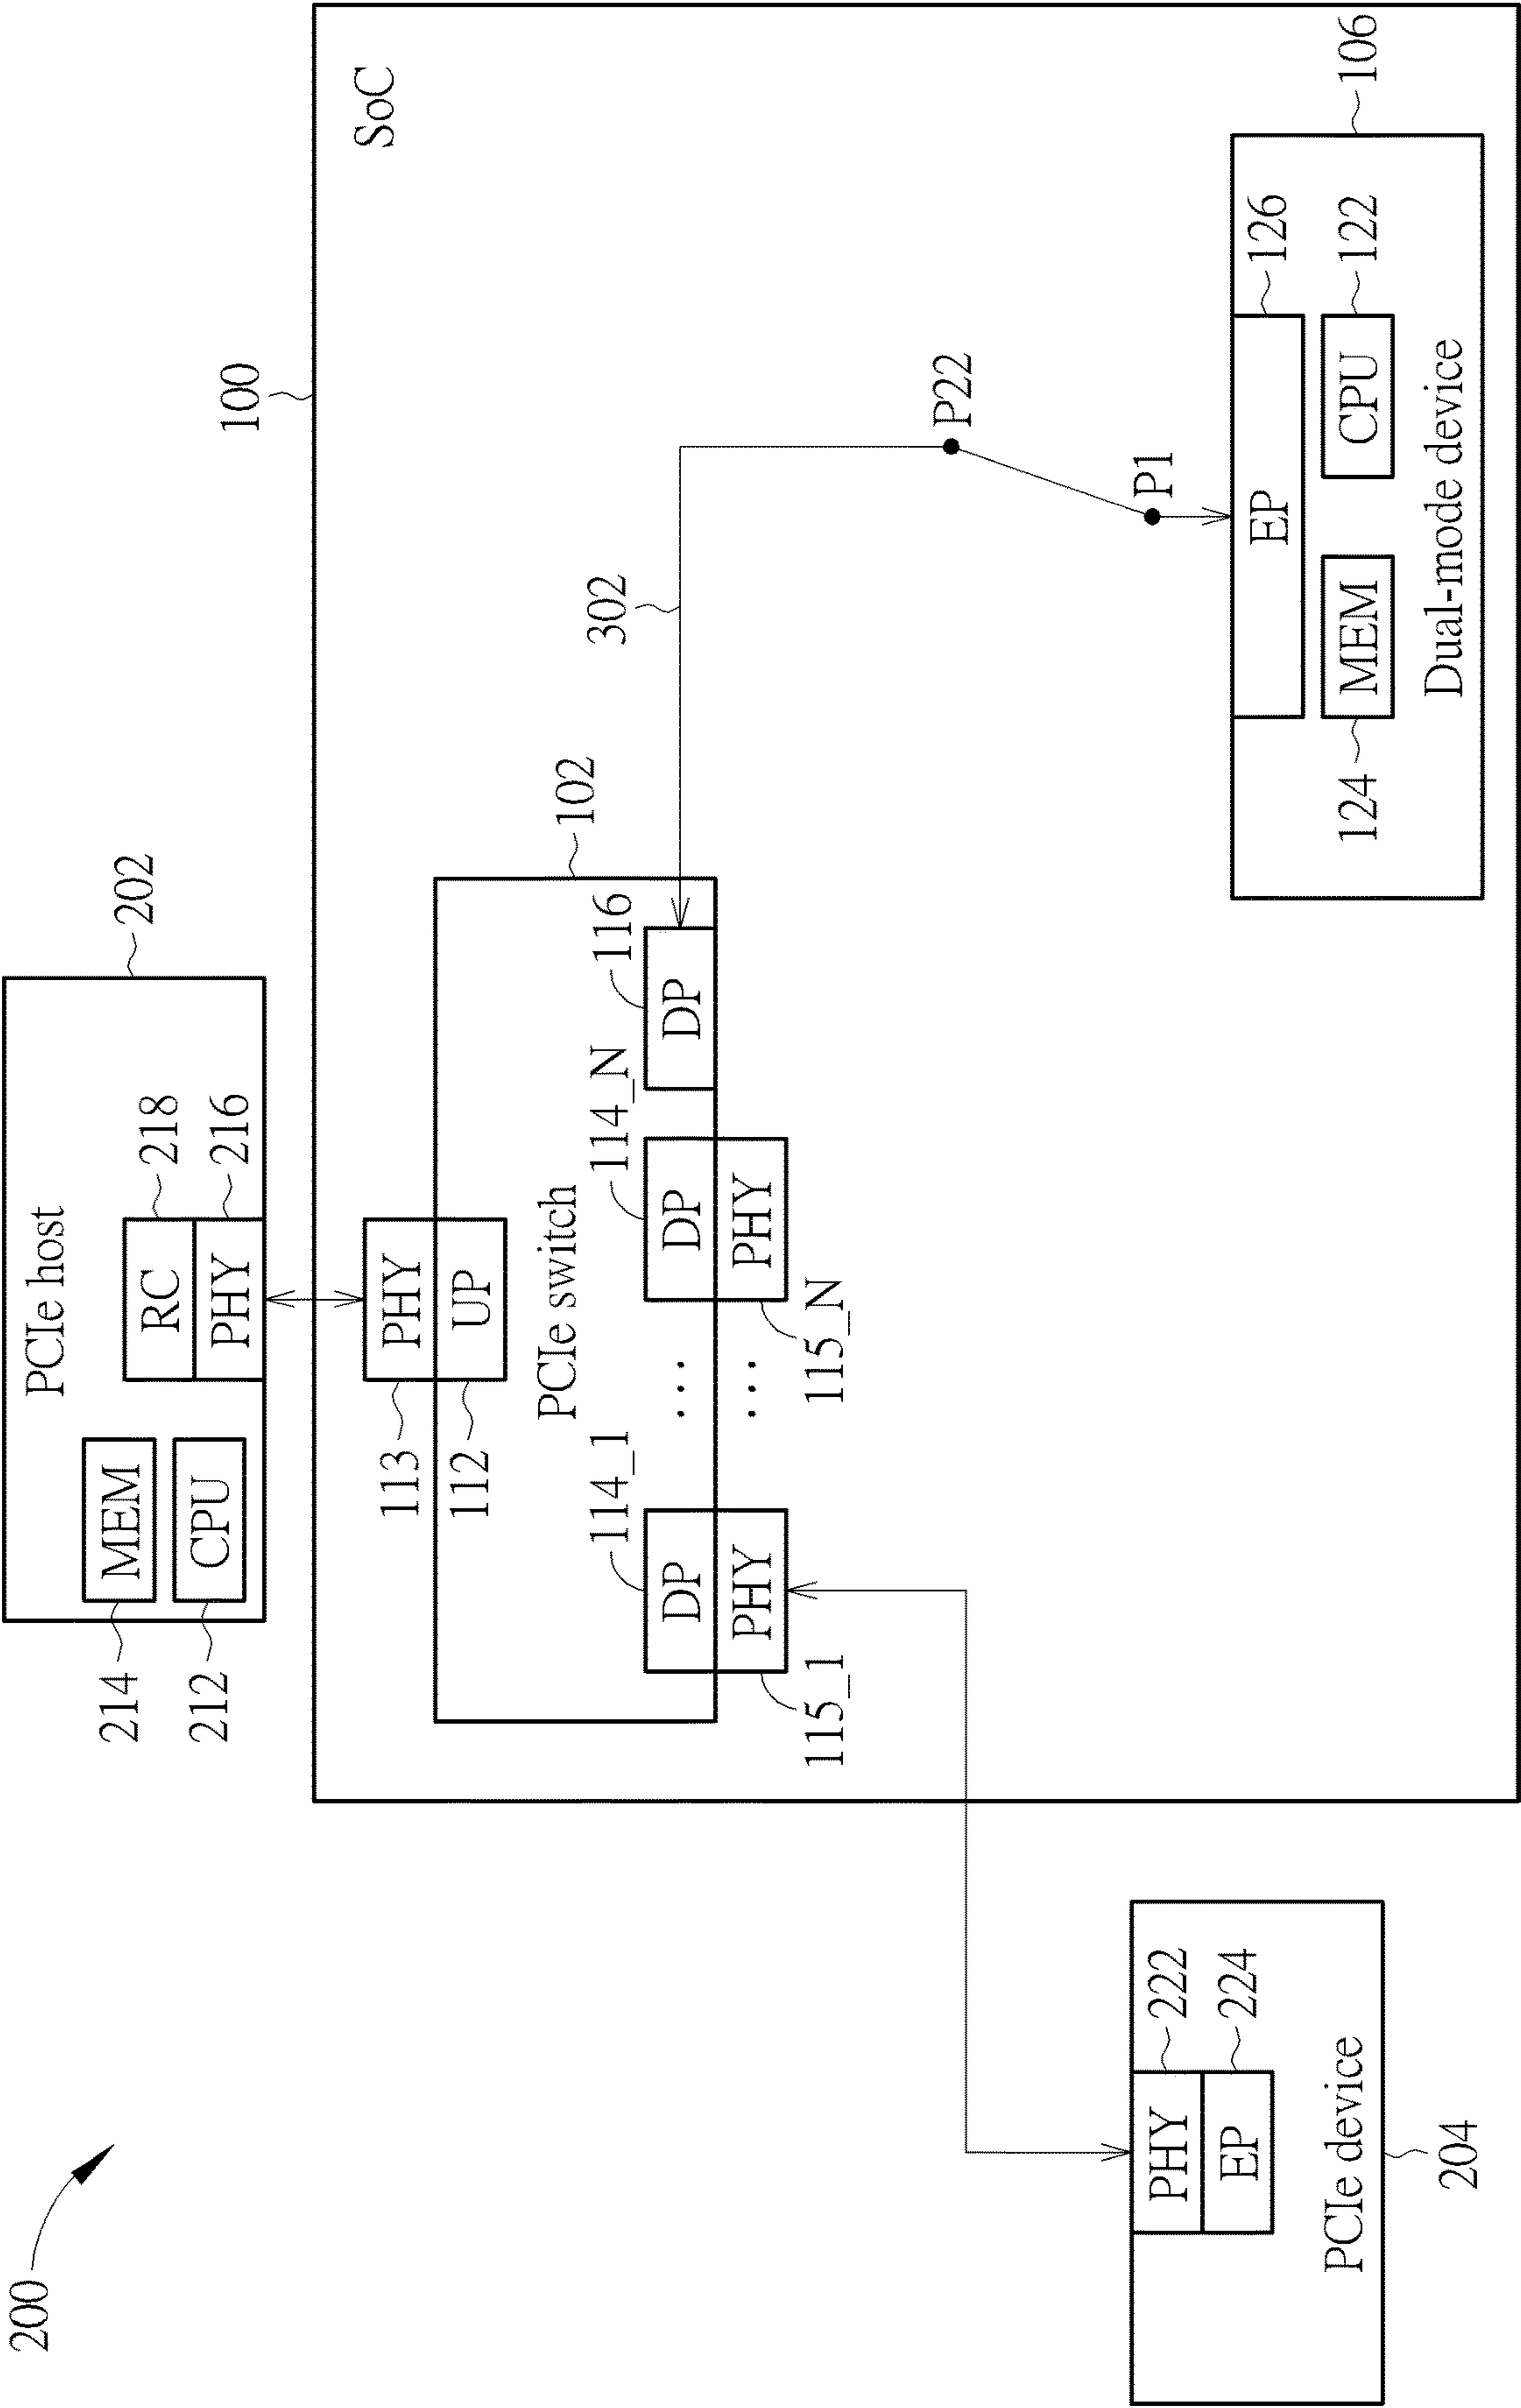 200
PCIe host
202
MEM
214
CPU
212
RC
218
PHY
216
100
SoC
PHY
113
UP
112
PCIe switch
102
DP
114_1
PHY
115_1
...
...
DP
114_N
PHY
115_N
DP
116
302
P22
P1
EP
126
MEM
124
CPU
122
Dual-mode device
106
PHY
222
EP
224
PCIe device
204